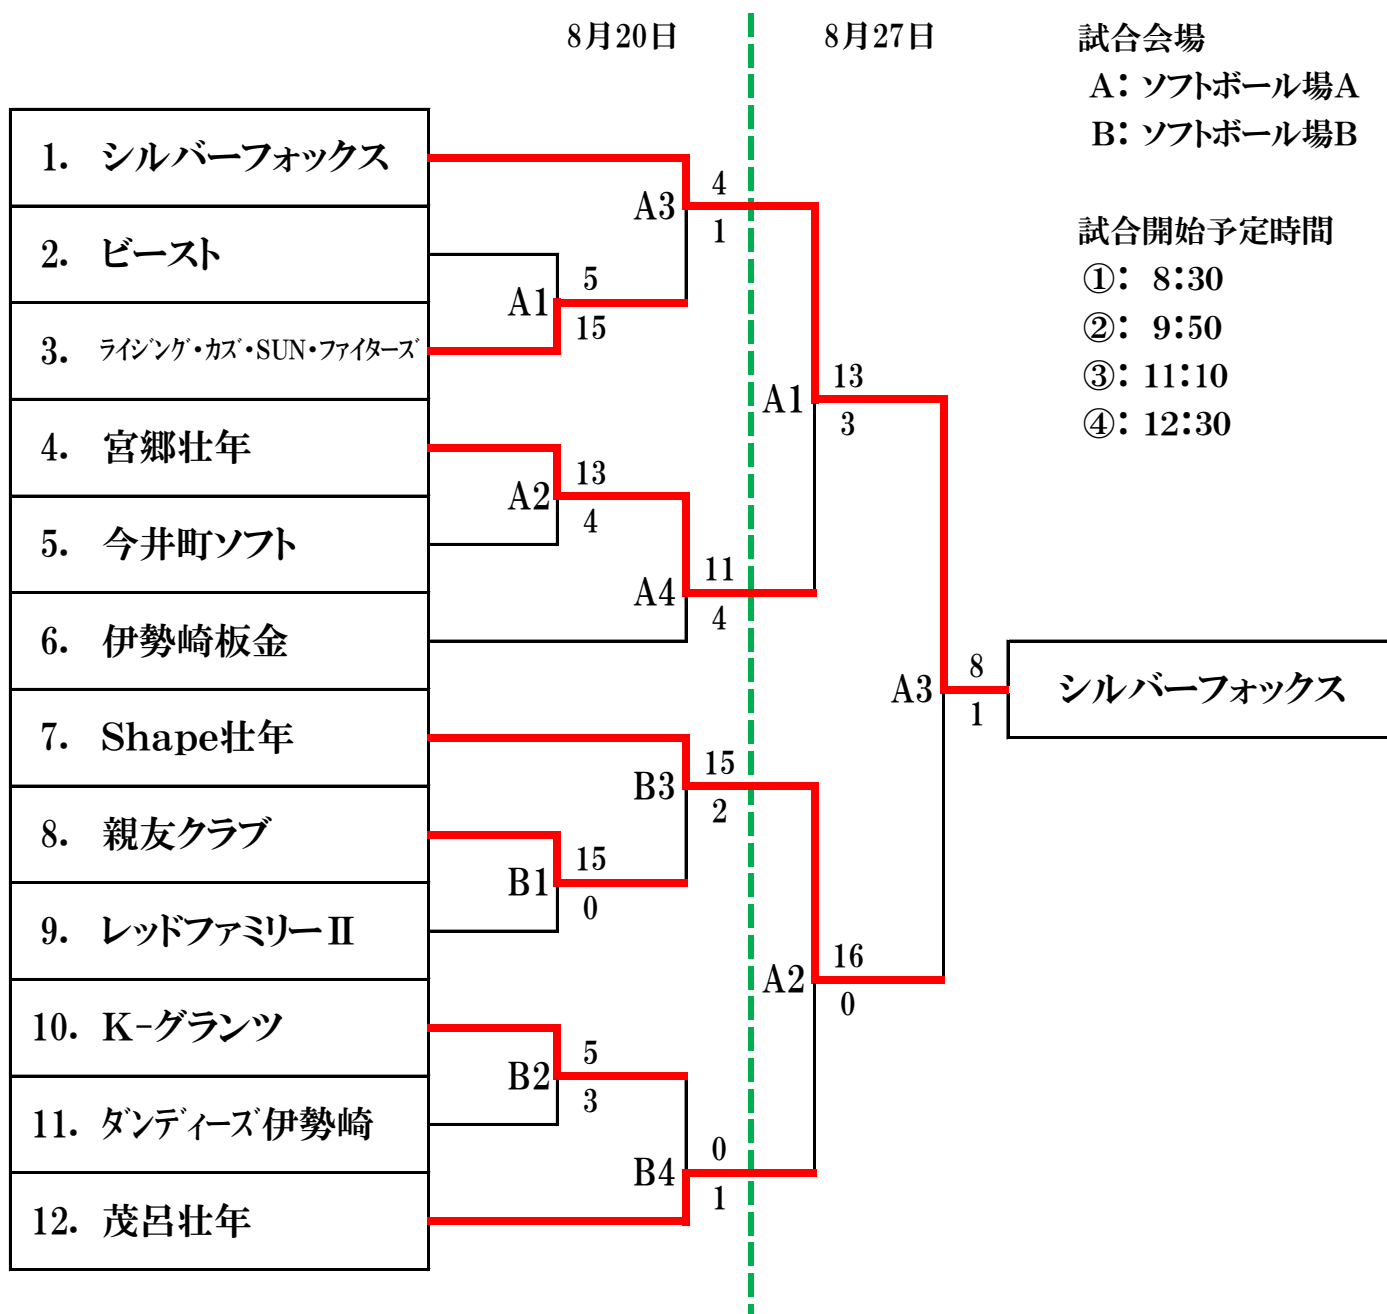 8月20日
8月27日
試合会場
A：ソフトボール場A
B：ソフトボール場B
試合開始予定時間
①： 8：30
②： 9：50
③：11：10
④：12：30
1. シルバーフォックス
2. ビースト
3. ライジング・カズ・SUN・ファイターズ
4. 宮郷壮年
5. 今井町ソフト
6. 伊勢崎板金
7. Shape壮年
8. 親友クラブ
9. レッドファミリーⅡ
10. K-グランツ
11. ダンディーズ伊勢崎
12. 茂呂壮年
A1
5
15
A2
13
4
B1
15
0
B2
5
3
A3
4
1
A4
11
4
B3
15
2
B4
0
1
A1
13
3
A2
16
0
A3
8
1
シルバーフォックス